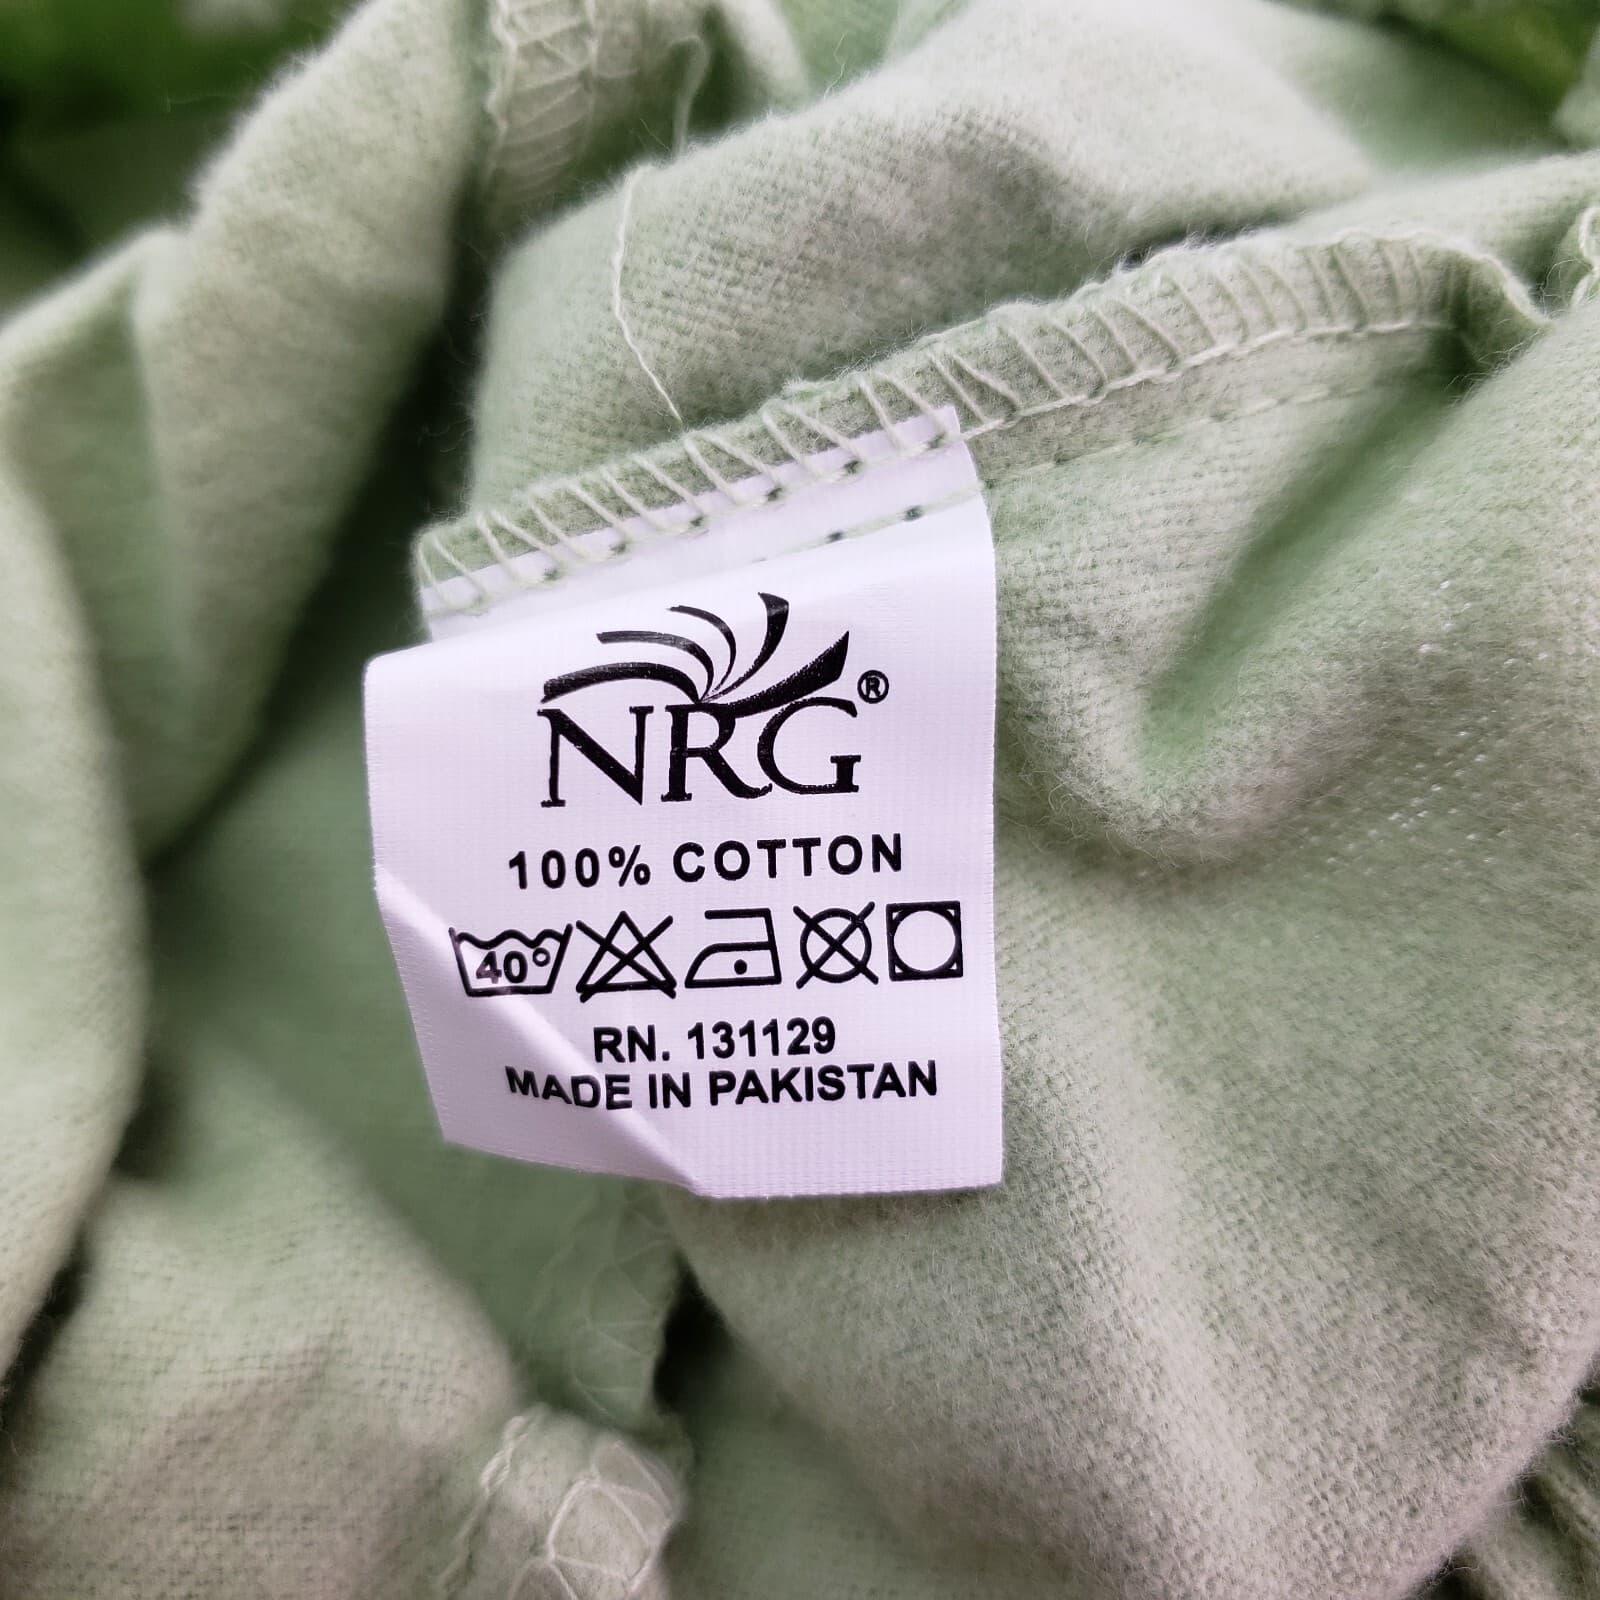 NRG®
100% COTTON
40°
RN. 131129
MADE IN PAKISTAN